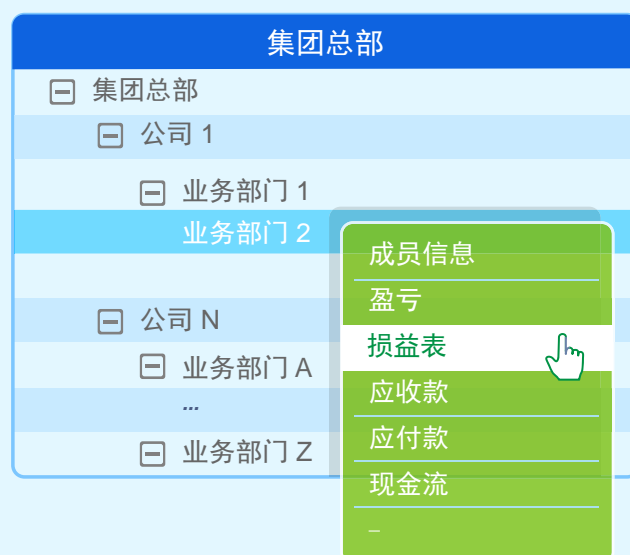 集团总部
集团总部
公司 1
业务部门 1
业务部门 2
公司 N
业务部门 A
...
业务部门 Z
成员信息
盈亏
损益表
应收款
应付款
现金流
–